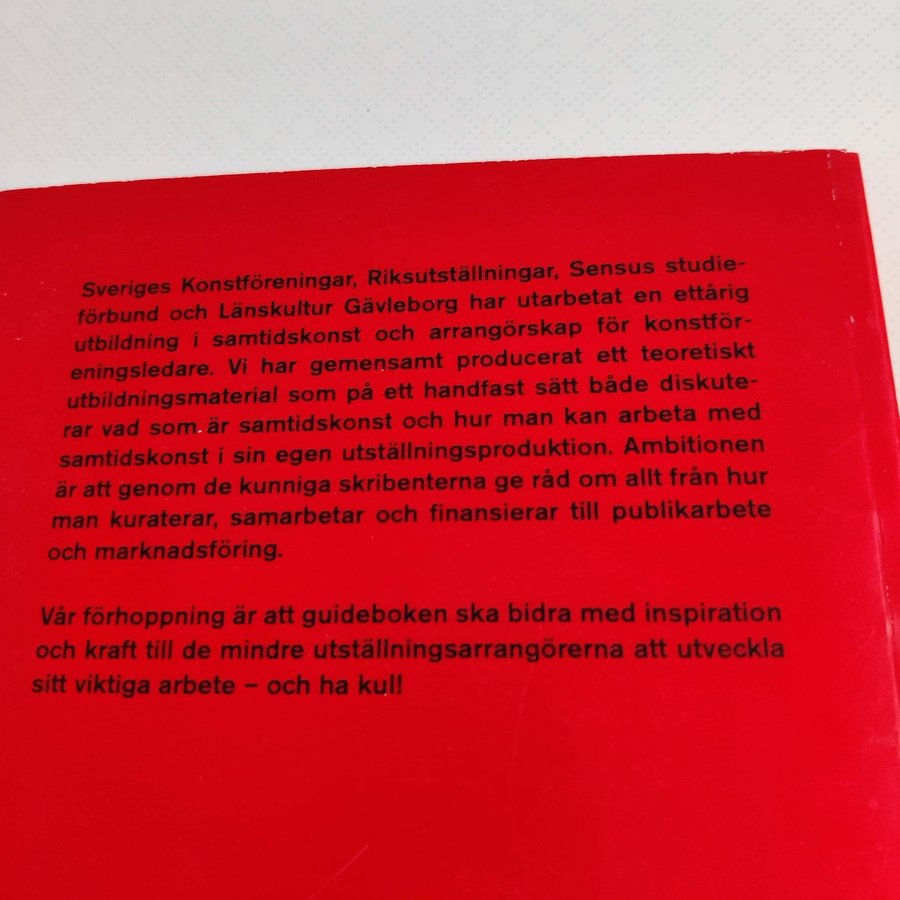 Sveriges Konstföreningar, Riksutställningar, Sensus studie-
förbund och Länskultur Gävleborg har utarbetat en ettårig
utbildning i samtidskonst och arrangörskap för konstför-
eningsledare. Vi har gemensamt producerat ett teoretiskt
utbildningsmaterial som på ett handfast sätt både diskute-
rar vad som är samtidskonst och hur man kan arbeta med
samtidskonst i sin egen utställningsproduktion. Ambitionen
är att genom de kunniga skribenterna ge råd om allt från hur
man kuraterar, samarbetar och finansierar till publikarbete
och marknadsföring.
Vår förhoppning är att guideboken ska bidra med inspiration
och kraft till de mindre utställningsarrangörerna att utveckla
sitt viktiga arbete – och ha kul!